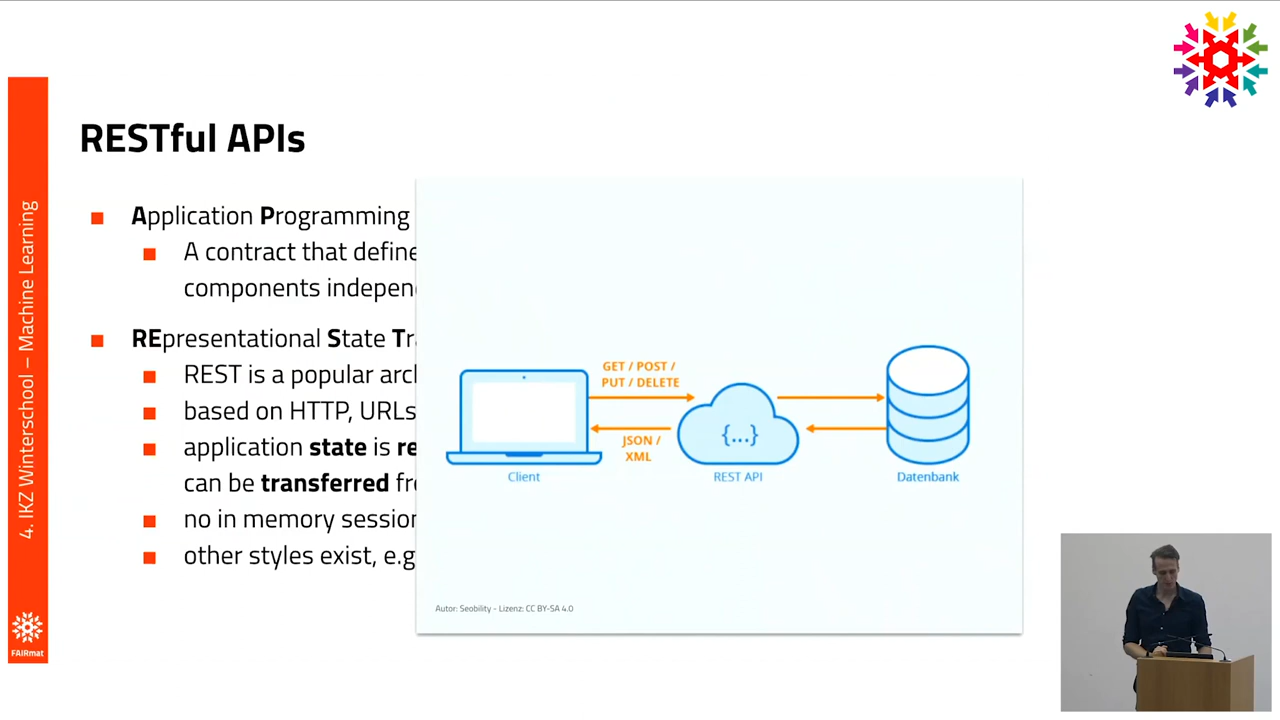 RESTful APIs
Application Programming
A contract that define
components indepen
REpresentational State Tr
REST is a popular arc
based on HTTP, URLs
application state is re
can be transferred fr
no in memory session
other styles exist, e.g
GET / POST /
PUT / DELETE
JSON /
XML
{...}
Client
REST API
Datenbank
Autor: Seobility - Lizenz: CC BY-SA 4.0
4. IKZ Winterschool – Machine Learning
FAIRmat